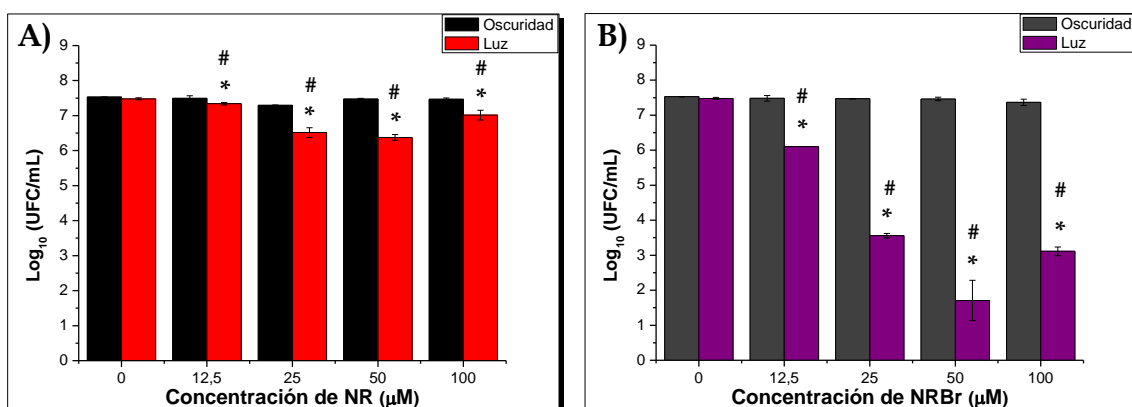 A)
Oscuridad
Luz
9
8
7
6
5
4
3
2
1
0
Log10 (UFC/mL)
# # # #
* * * *
0 12,5 25 50 100
Concentración de NR (μM)
B)
Oscuridad
Luz
9
8
7
6
5
4
3
2
1
0
Log10 (UFC/mL)
# # # #
* * * *
0 12,5 25 50 100
Concentración de NRBr (μM)